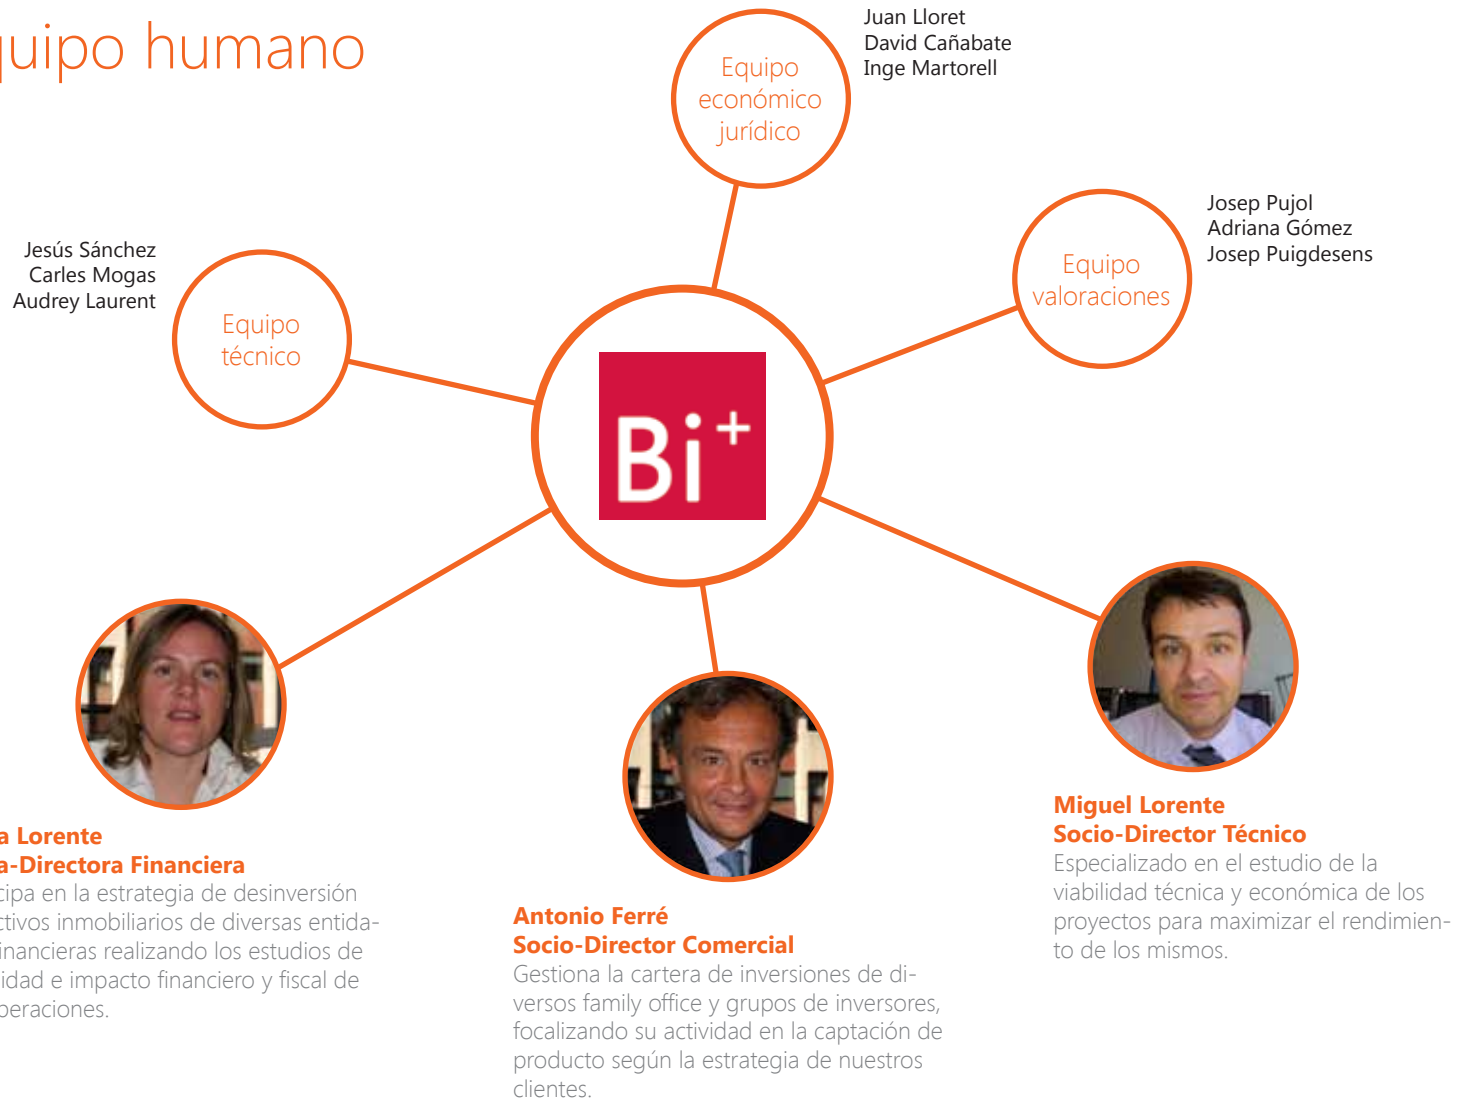 quipo humano
Juan Lloret
David Cañabate
Inge Martorell
Equipo
económico
jurídico
Josep Pujol
Adriana Gómez
Josep Puigdesens
Equipo
valoraciones
Jesús Sánchez
Carles Mogas
Audrey Laurent
Equipo
técnico
Bi+
a Lorente
a-Directora Financiera
cipa en la estrategia de desinversión
ctivos inmobiliarios de diversas entida-
financieras realizando los estudios de
idad e impacto financiero y fiscal de
peraciones.
Antonio Ferré
Socio-Director Comercial
Gestiona la cartera de inversiones de di-
versos family office y grupos de inversores,
focalizando su actividad en la captación de
producto según la estrategia de nuestros
clientes.
Miguel Lorente
Socio-Director Técnico
Especializado en el estudio de la
viabilidad técnica y económica de los
proyectos para maximizar el rendimien-
to de los mismos.